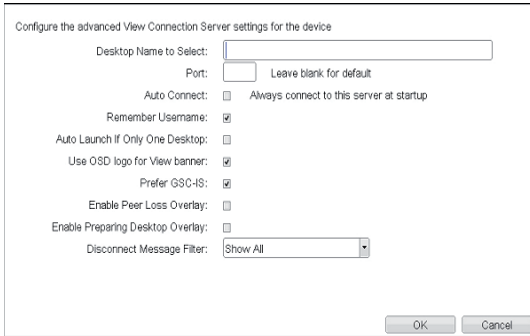 Configure the advanced View Connection Server settings for the device
Desktop Name to Select:
Port: Leave blank for default
Auto Connect: Always connect to this server at startup
Remember Username:
Auto Launch If Only One Desktop:
Use OSD logo for View banner:
Prefer GSC-IS:
Enable Peer Loss Overlay:
Enable Preparing Desktop Overlay:
Disconnect Message Filter: Show All
OK Cancel